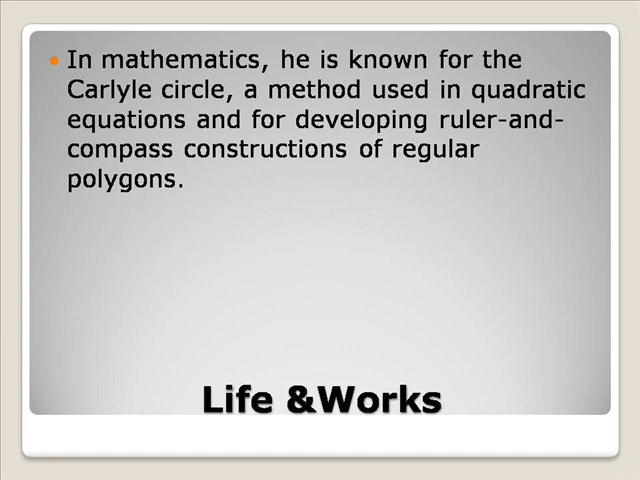 In mathematics, he is known for the
Carlyle circle, a method used in quadratic
equations and for developing ruler-and-
compass constructions of regular
polygons.
Life &Works